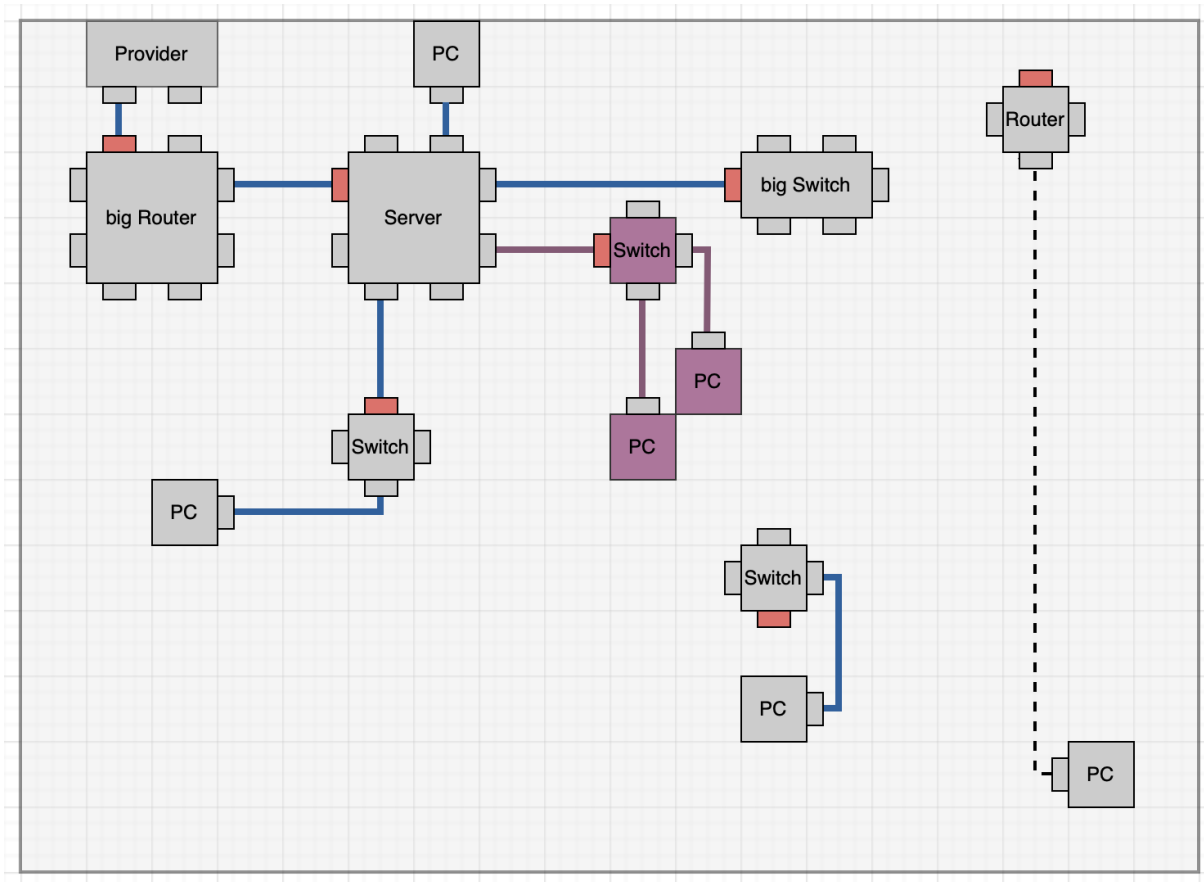 Provider
PC
Router
big Router
Server
big Switch
Switch
PC
Switch
PC
PC
Switch
PC
PC